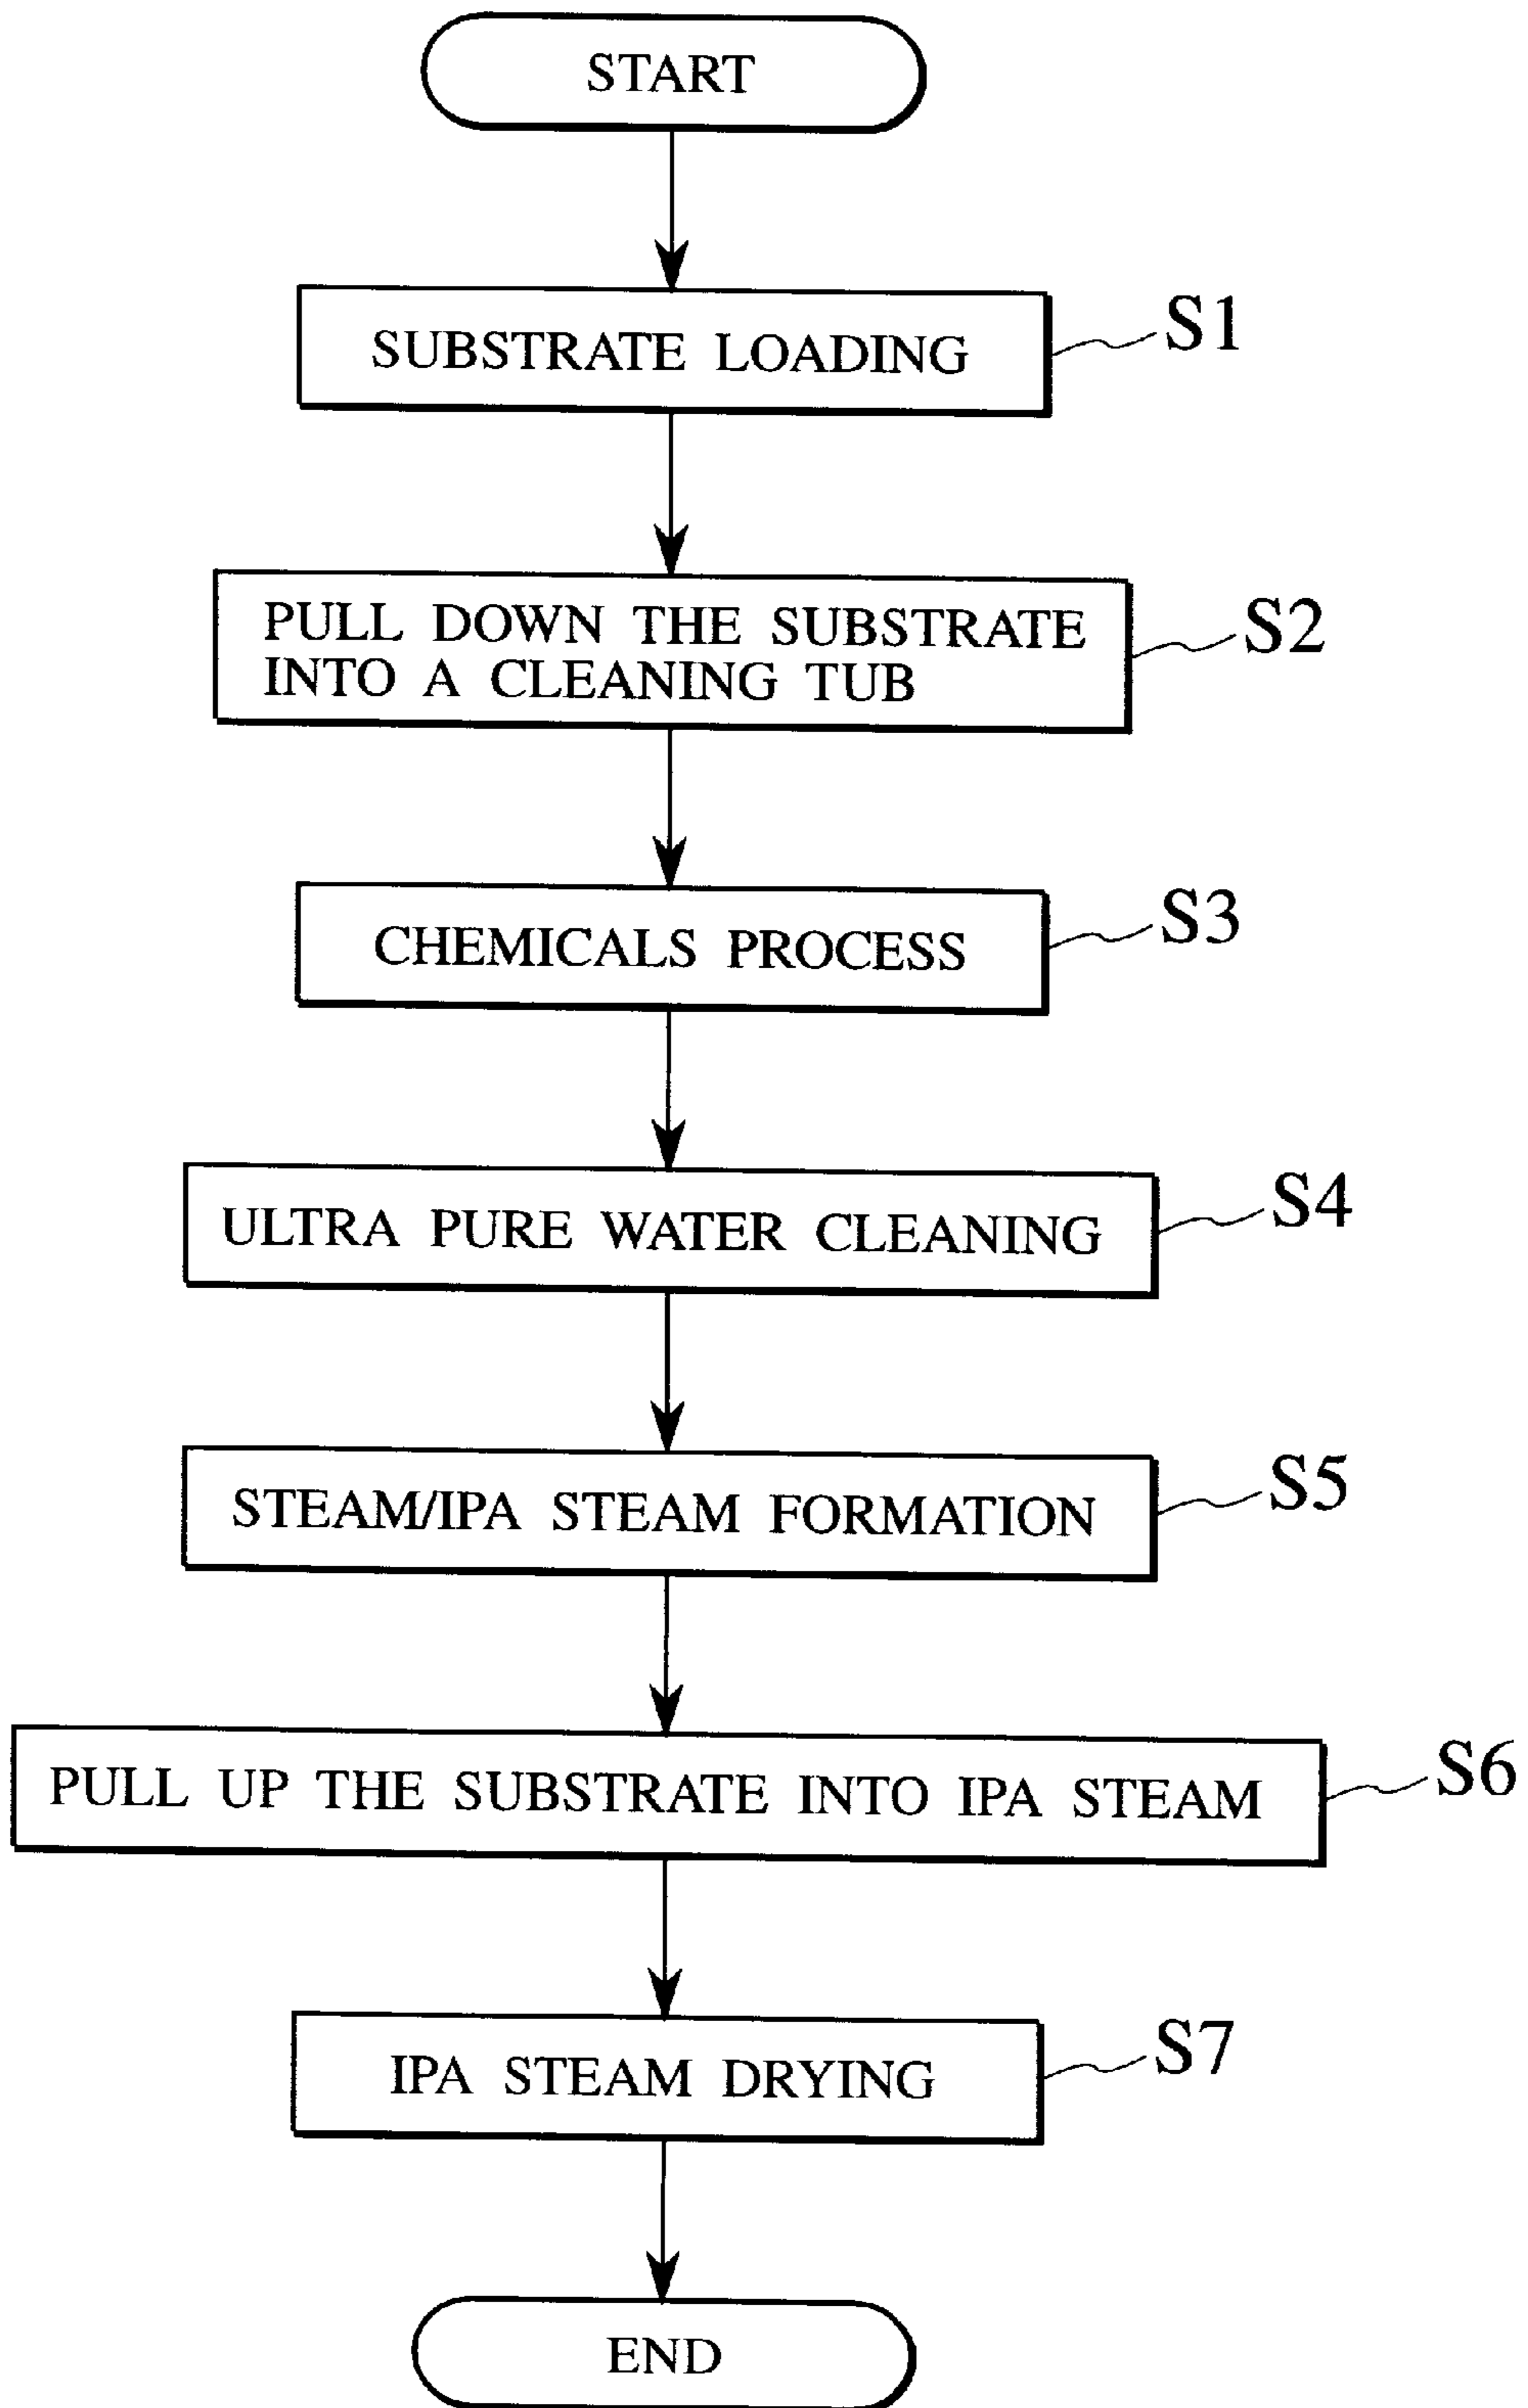 START
SUBSTRATE LOADING
S1
PULL DOWN THE SUBSTRATE
INTO A CLEANING TUB
S2
CHEMICALS PROCESS
S3
ULTRA PURE WATER CLEANING
S4
STEAM/IPA STEAM FORMATION
S5
PULL UP THE SUBSTRATE INTO IPA STEAM
S6
IPA STEAM DRYING
S7
END